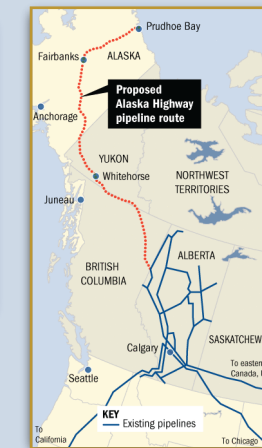 Prudhoe Bay
Fairbanks
ALASKA
Proposed
Alaska Highway
pipeline route
Anchorage
YUKON
Whitehorse
NORTHWEST
TERRITORIES
Juneau
BRITISH
COLUMBIA
ALBERTA
SASKATCHEW
Calgary
To eastern
Canada,
Seattle
KEY
Existing pipelines
To
California
To Chicago